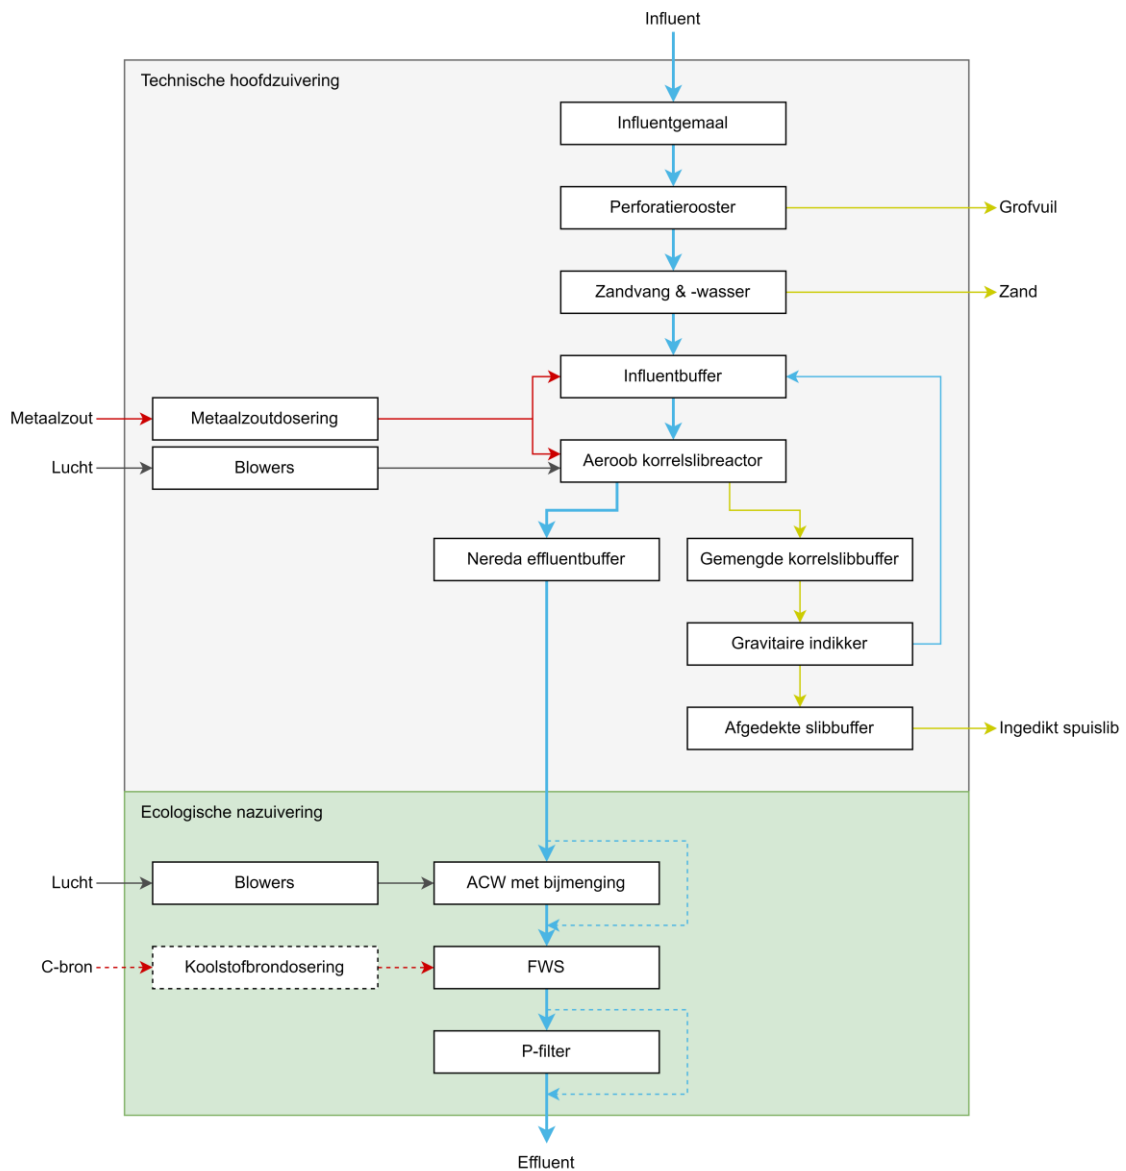 Influent
Technische hoofdzuivering
Influentgemaal
Perforatierooster
Grofvuil
Zandvang & -wasser
Zand
Influentbuffer
Metaalzout
Metaalzoutdosering
Lucht
Blowers
Aeroob korrelslibreactor
Nereda effluentbuffer
Gemengde korrelslibbuffer
Gravitaire indikker
Afgedekte slibbuffer
Ingedikt spuislib
Ecologische nazuivering
Lucht
Blowers
ACW met bijmenging
C-bron
Koolstofbrondosering
FWS
P-filter
Effluent